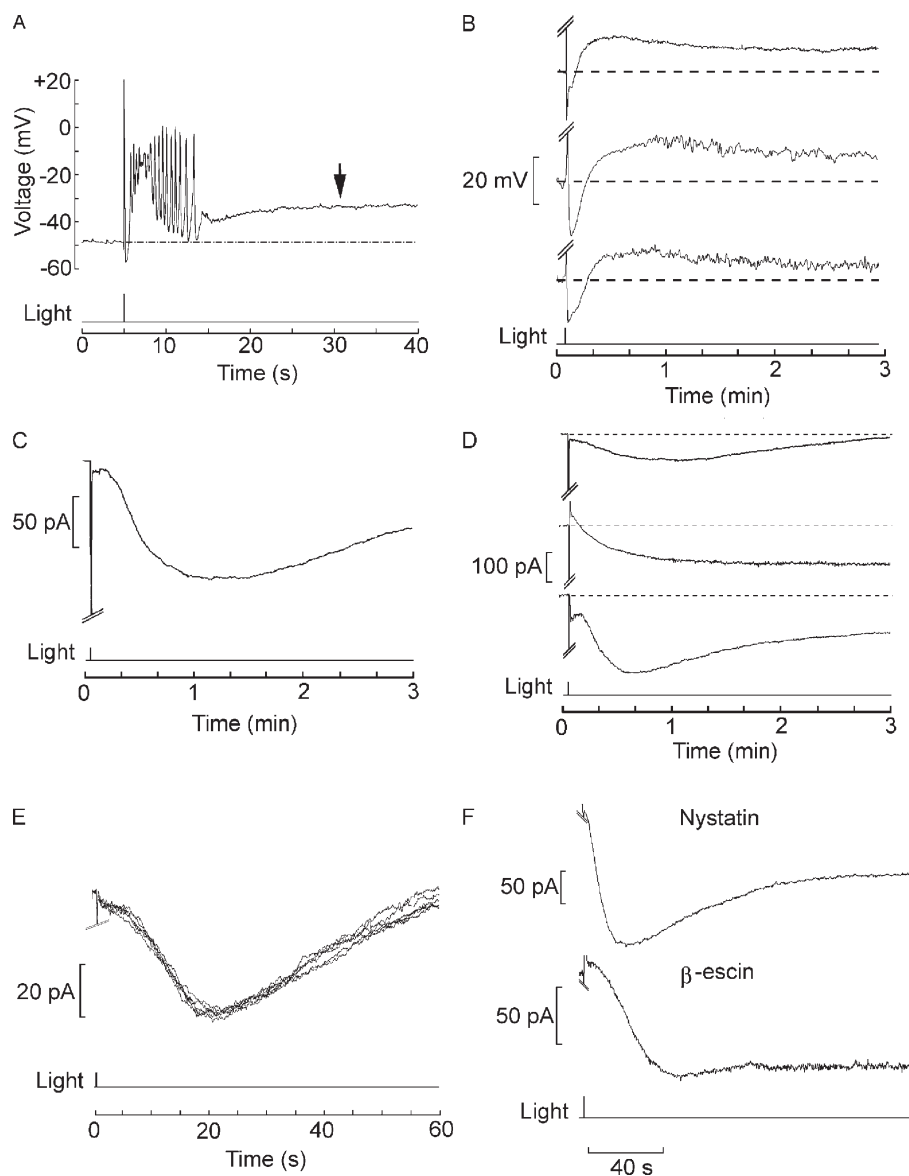 A
Voltage (mV)
+20
0
-20
-40
-60
Light
0 10 20 30 40
Time (s)
B
20 mV
Light
0 1 2 3
Time (min)
C
50 pA
Light
0 1 2 3
Time (min)
D
100 pA
Light
0 1 2 3
Time (min)
E
20 pA
Light
0 20 40 60
Time (s)
F
Nystatin
50 pA
β-escin
50 pA
Light
40 s